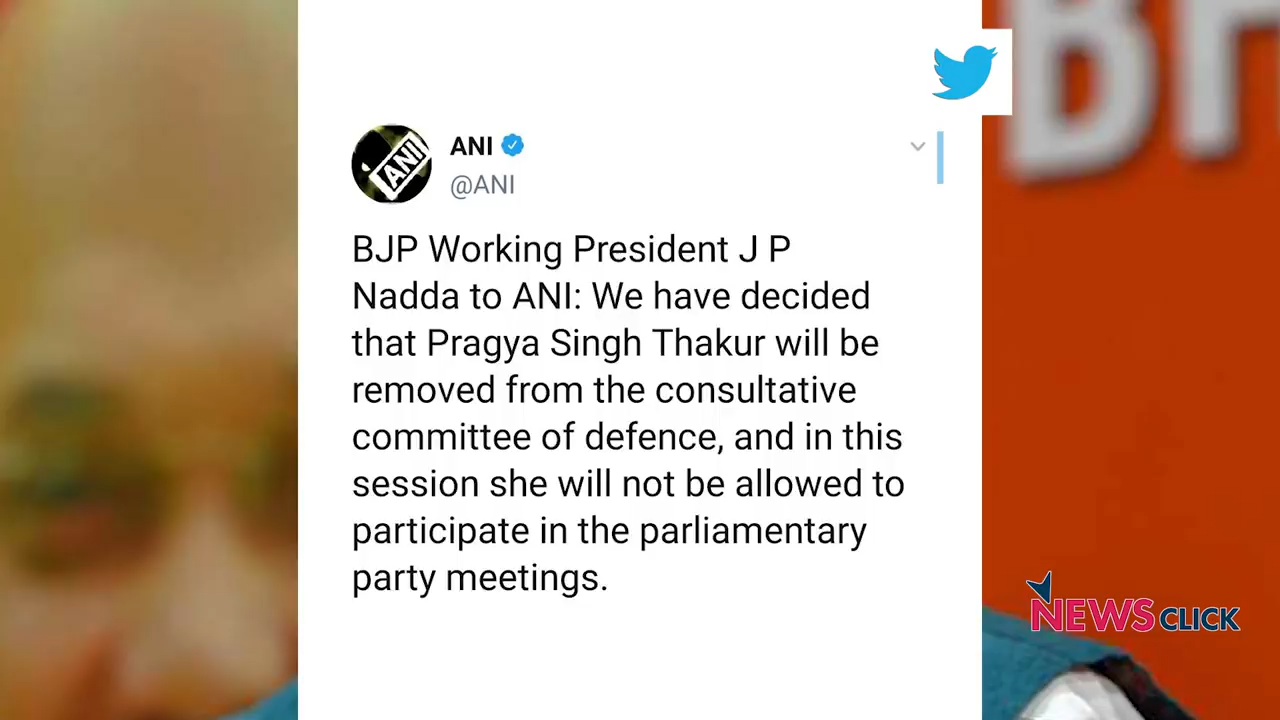 BJ
ANI
ANI
@ANI
BJP Working President J P
Nadda to ANI: We have decided
that Pragya Singh Thakur will be
removed from the consultative
committee of defence, and in this
session she will not be allowed to
participate in the parliamentary
party meetings.
NEWSCLICK